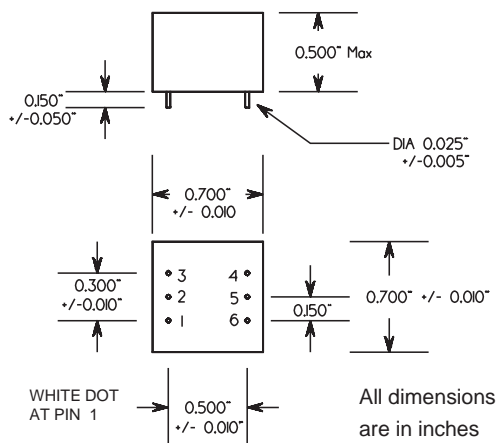 0.500" Max
0.150"
+/-0.050"
DIA 0.025"
+/-0.005"
0.700"
+/- 0.010
3 4
0.300"
+/-0.010"
2 5
0.150"
0.700" +/- 0.010"
1 6
WHITE DOT
AT PIN 1
0.500"
+/- 0.010"
All dimensions
are in inches